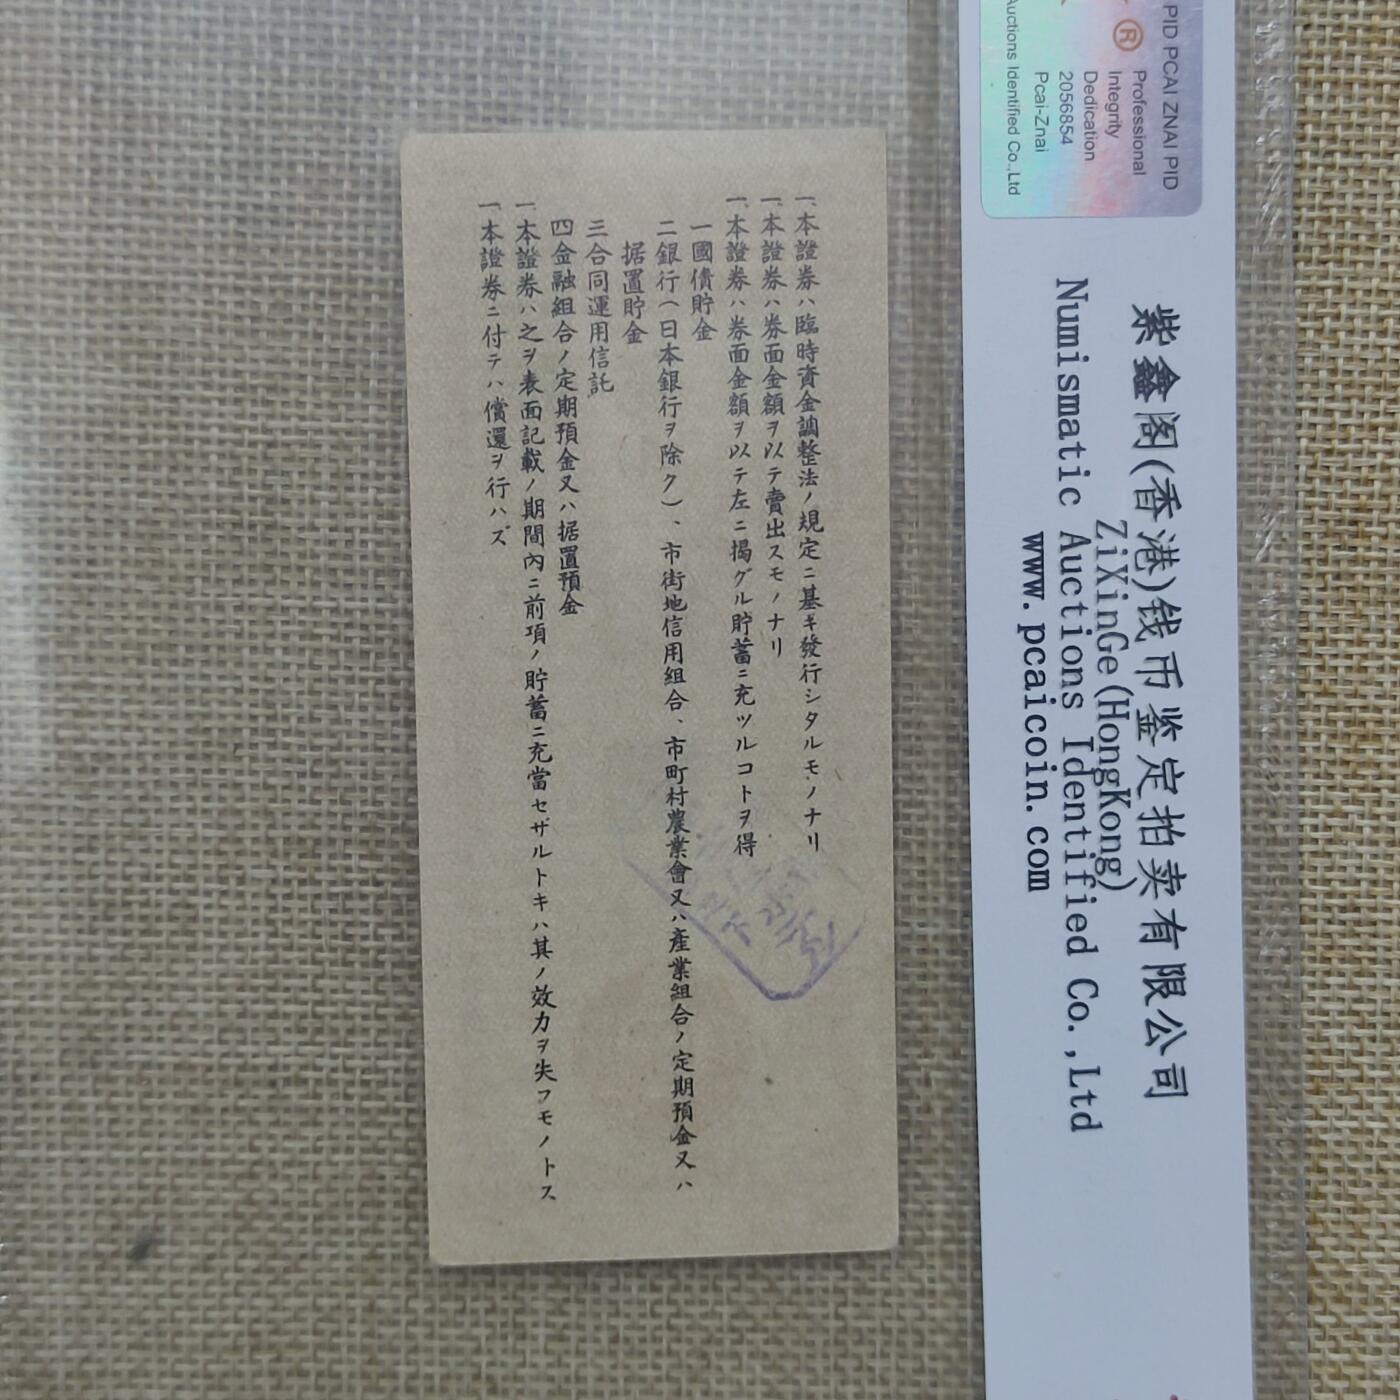 一、本證券ハ臨時資金調整法ノ規定ニ基キ發行シタルモノナリ
一、本證券ハ券面金額ヲ以テ賣出スモノナリ
一、本證券ハ券面金額ヲ以テ左ニ揭グル貯蓄ニ充ツルコトヲ得
一國債貯金
二銀行(日本銀行ヲ除ク)、市街地信用組合、市町村農業會又ハ產業組合ノ定期預金又ハ
据置貯金
三合同運用信託
四金融組合ノ定期預金又ハ据置預金
一、本證券ハ之ヲ表面記載ノ期間內ニ前項ノ貯蓄ニ充當セザルトキハ其ノ效力ヲ失フモノトス
一、本證券ニ付テハ償還ヲ行ハズ
PID PCAI ZNAI PID
®
Professional
Integrity
Dedication
2056854
Pcai-Znai
Auctions Identified Co.,Ltd
紫鑫阁(香港)钱币鉴定拍卖有限公司
ZiXinGe(HongKong)
Numismatic Auctions Identified Co.,Ltd
www.pcaicoin.com